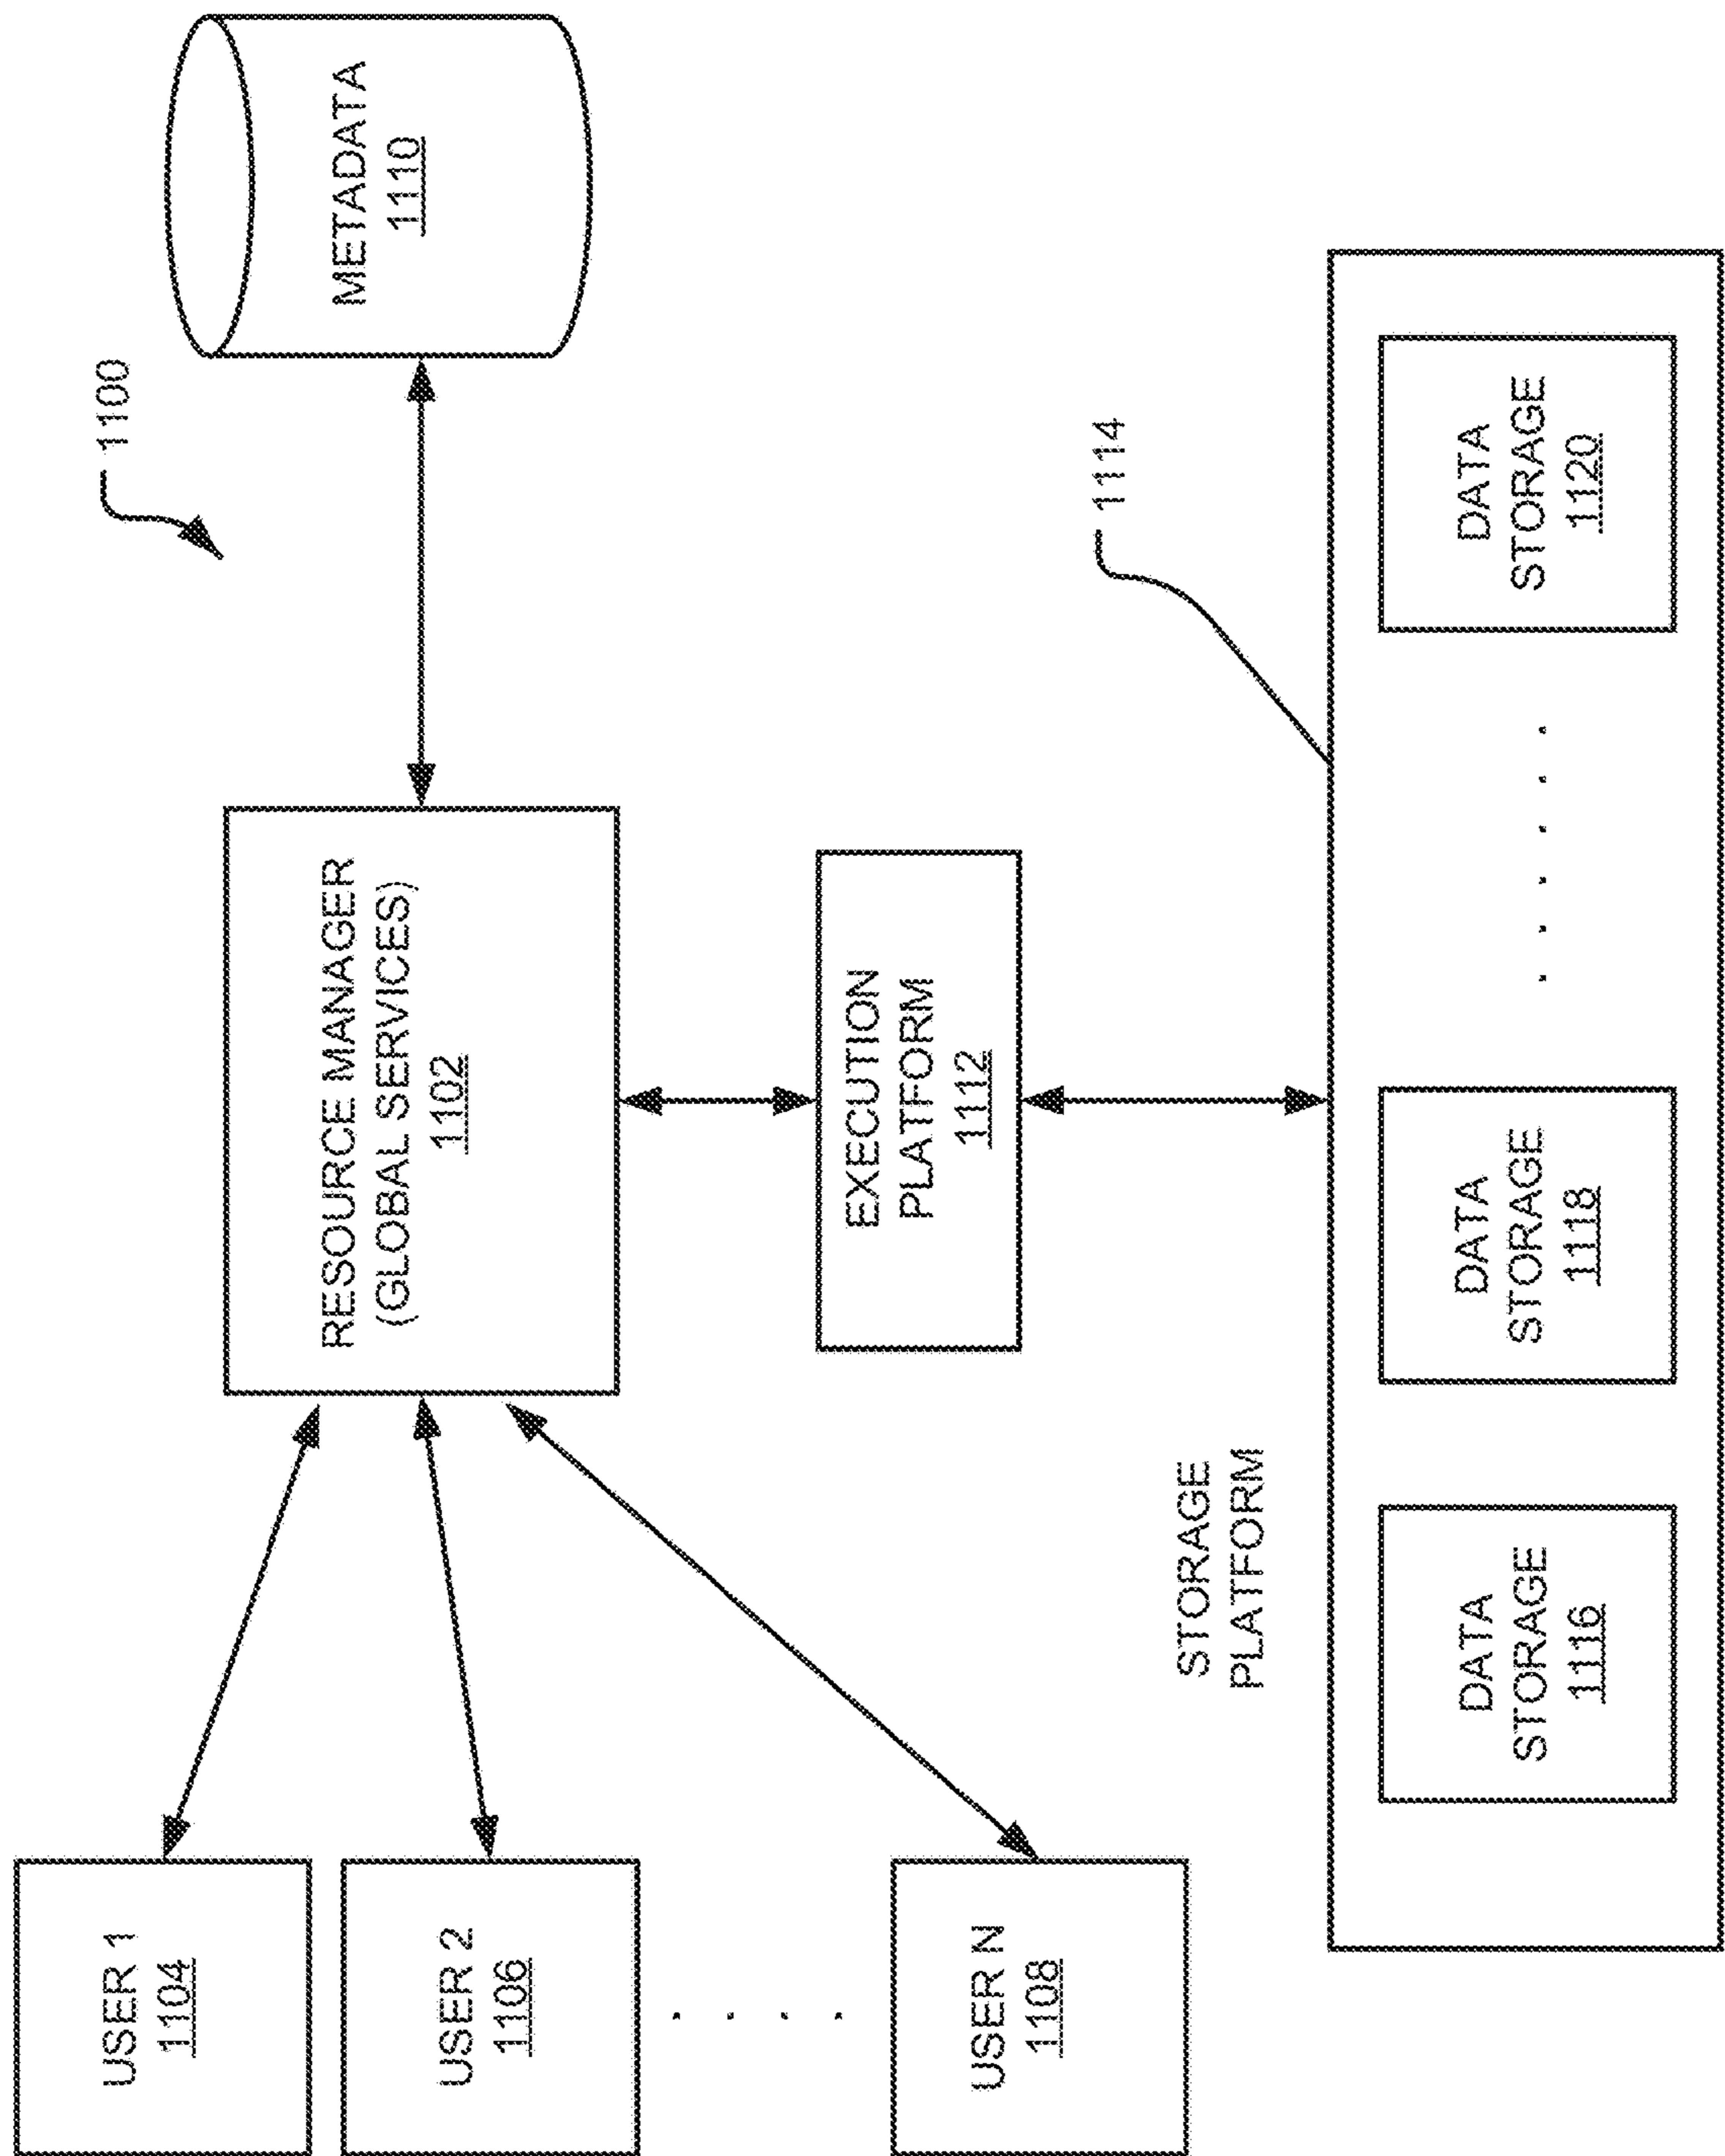 1100
USER 1
1104
USER 2
1106
. . . .
USER N
1108
RESOURCE MANAGER
(GLOBAL SERVICES)
1102
METADATA
1110
EXECUTION
PLATFORM
1112
STORAGE
PLATFORM
1114
DATA
STORAGE
1116
DATA
STORAGE
1118
. . . . . .
DATA
STORAGE
1120